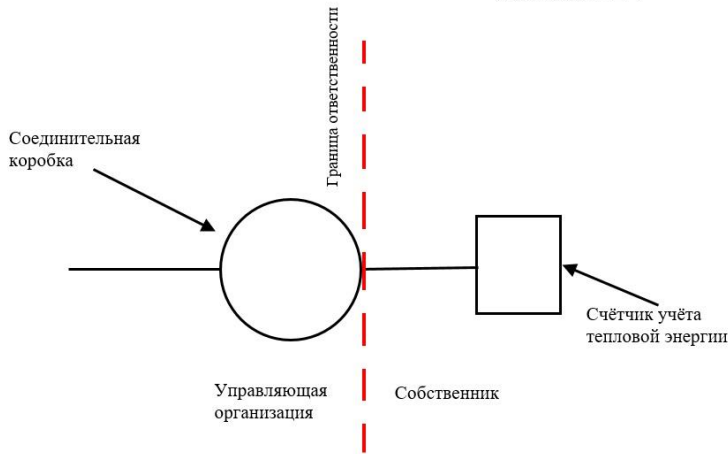 Граница ответственности
Соединительная
коробка
Счётчик учёта
тепловой энергии
Управляющая
организация
Собственник